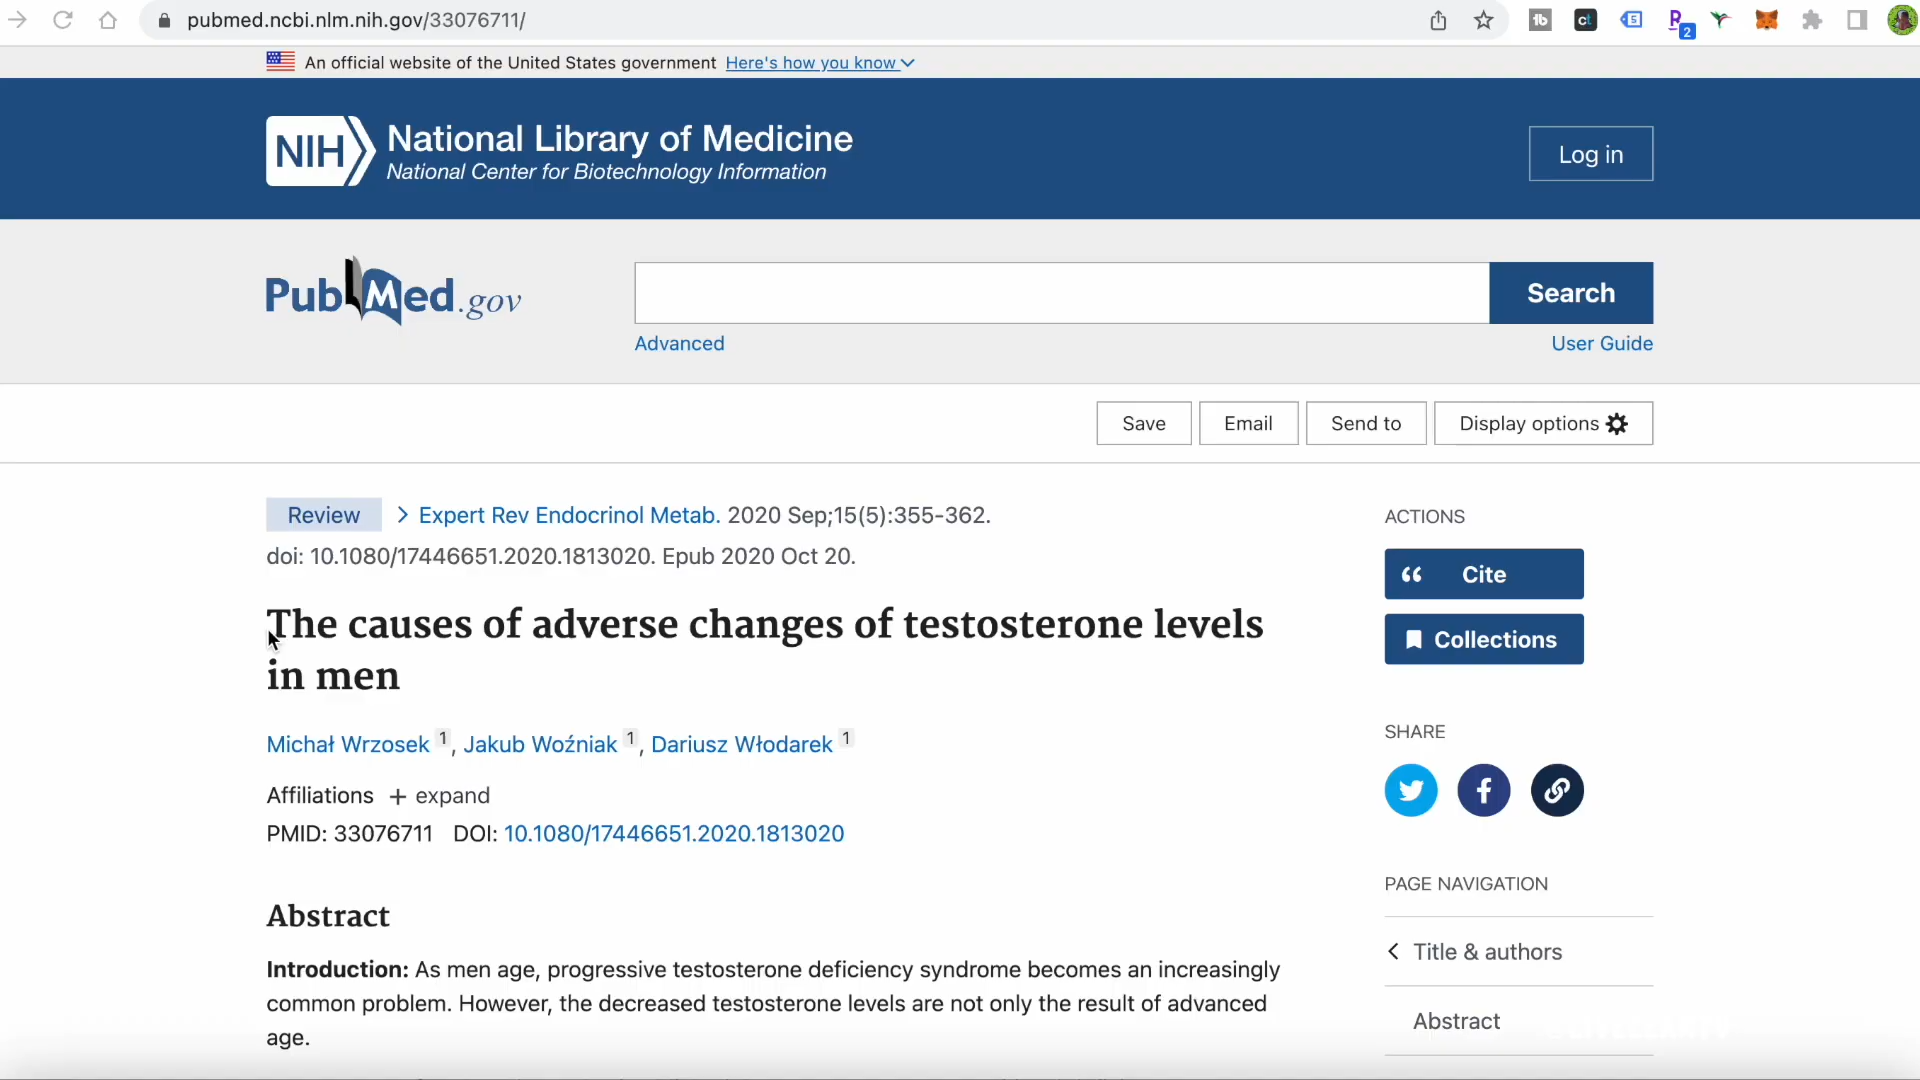 pubmed.ncbi.nlm.nih.gov/33076711/
tb
ct
5
2
An official website of the United States government Here's how you know
NIH National Library of Medicine
National Center for Biotechnology Information
Log in
PubMed.gov
Search
Advanced
User Guide
Save
Email
Send to
Display options
Review
Expert Rev Endocrinol Metab. 2020 Sep;15(5):355-362.
doi: 10.1080/17446651.2020.1813020. Epub 2020 Oct 20.
The causes of adverse changes of testosterone levels
in men
Michał Wrzosek 1, Jakub Woźniak 1, Dariusz Włodarek 1
Affiliations + expand
PMID: 33076711 DOI: 10.1080/17446651.2020.1813020
Abstract
Introduction: As men age, progressive testosterone deficiency syndrome becomes an increasingly
common problem. However, the decreased testosterone levels are not only the result of advanced
age.
ACTIONS
Cite
Collections
SHARE
PAGE NAVIGATION
Title & authors
Abstract